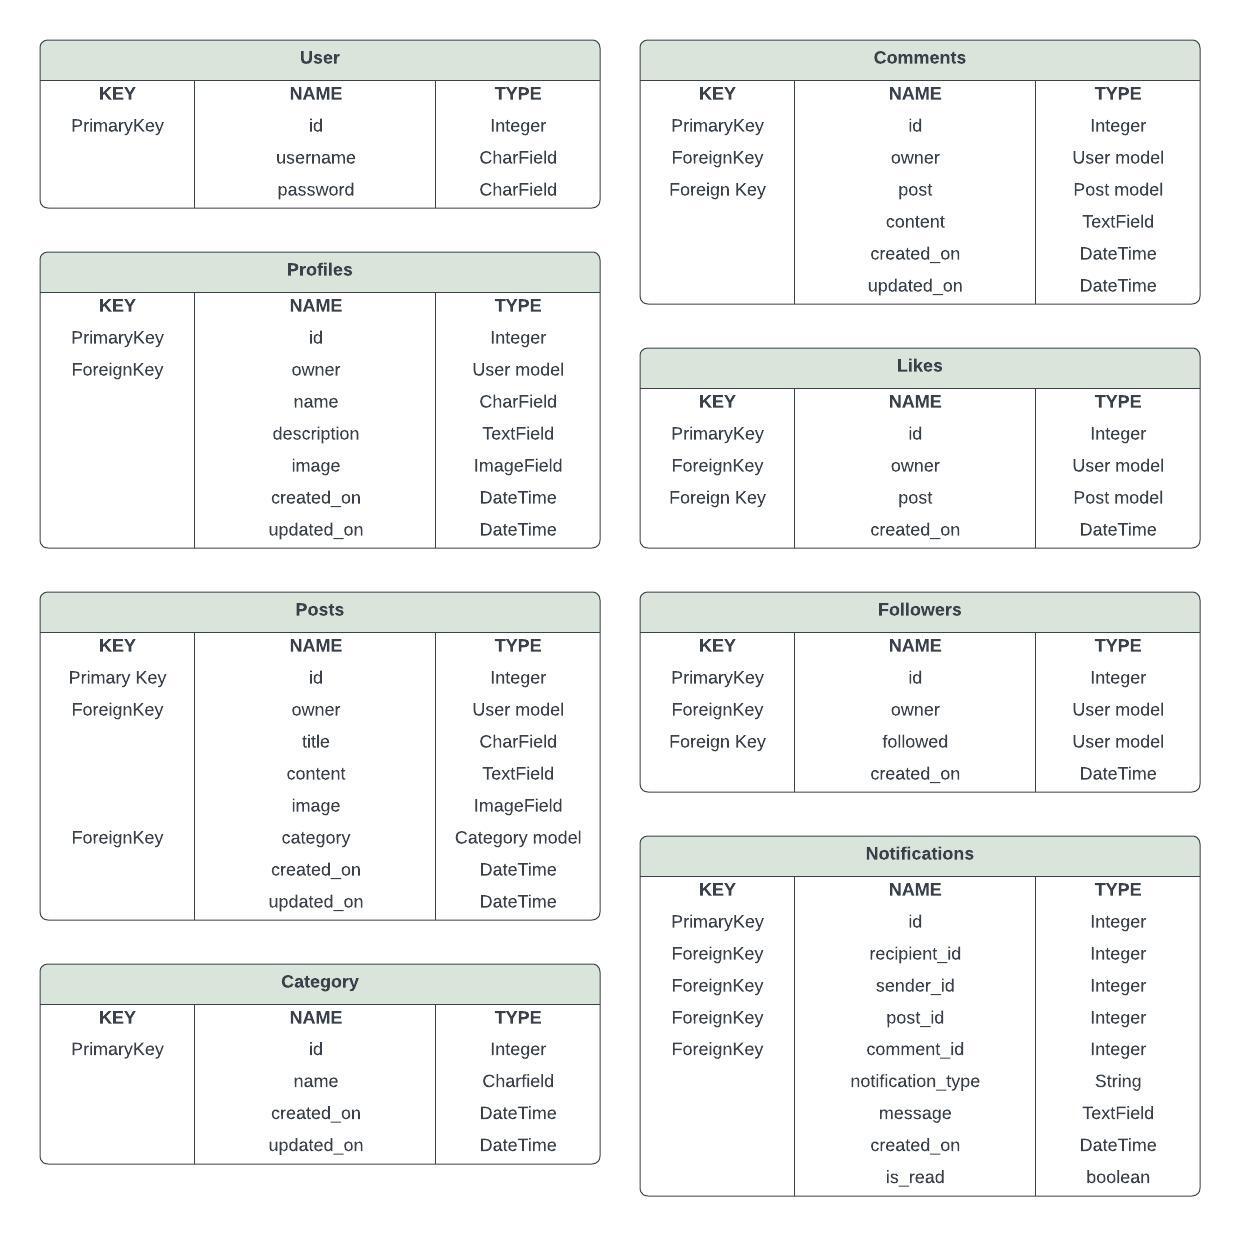 User
KEY NAME TYPE
PrimaryKey id Integer
username CharField
password CharField
Profiles
KEY NAME TYPE
PrimaryKey id Integer
ForeignKey owner User model
name CharField
description TextField
image ImageField
created_on DateTime
updated_on DateTime
Posts
KEY NAME TYPE
Primary Key id Integer
ForeignKey owner User model
title CharField
content TextField
image ImageField
ForeignKey category Category model
created_on DateTime
updated_on DateTime
Category
KEY NAME TYPE
PrimaryKey id Integer
name Charfield
created_on DateTime
updated_on DateTime
Comments
KEY NAME TYPE
PrimaryKey id Integer
ForeignKey owner User model
Foreign Key post Post model
content TextField
created_on DateTime
updated_on DateTime
Likes
KEY NAME TYPE
PrimaryKey id Integer
ForeignKey owner User model
Foreign Key post Post model
created_on DateTime
Followers
KEY NAME TYPE
PrimaryKey id Integer
ForeignKey owner User model
Foreign Key followed User model
created_on DateTime
Notifications
KEY NAME TYPE
PrimaryKey id Integer
ForeignKey recipient_id Integer
ForeignKey sender_id Integer
ForeignKey post_id Integer
ForeignKey comment_id Integer
notification_type String
message TextField
created_on DateTime
is_read boolean